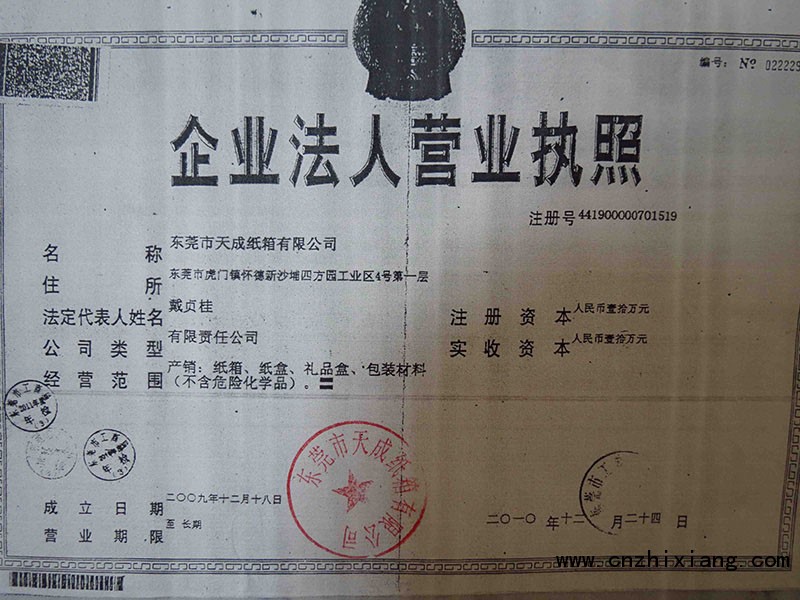 编号: № 022229
企业法人营业执照
注册号 441900000701519
名称 东莞市天成纸箱有限公司
住所 东莞市虎门镇怀德新沙埔四方园工业区4号第一层
法定代表人姓名 戴贞桂
注册资本 人民币壹拾万元
公司类型 有限责任公司
实收资本 人民币壹拾万元
经营范围 产销：纸箱、纸盒、礼品盒、包装材料
（不含危险化学品）。
东莞市天成纸箱有限公司
成立日期 二〇〇九年十二月十八日
营业期限 至 长期
二〇一〇 年十二 月二十四 日
www.cnzhixiang.com